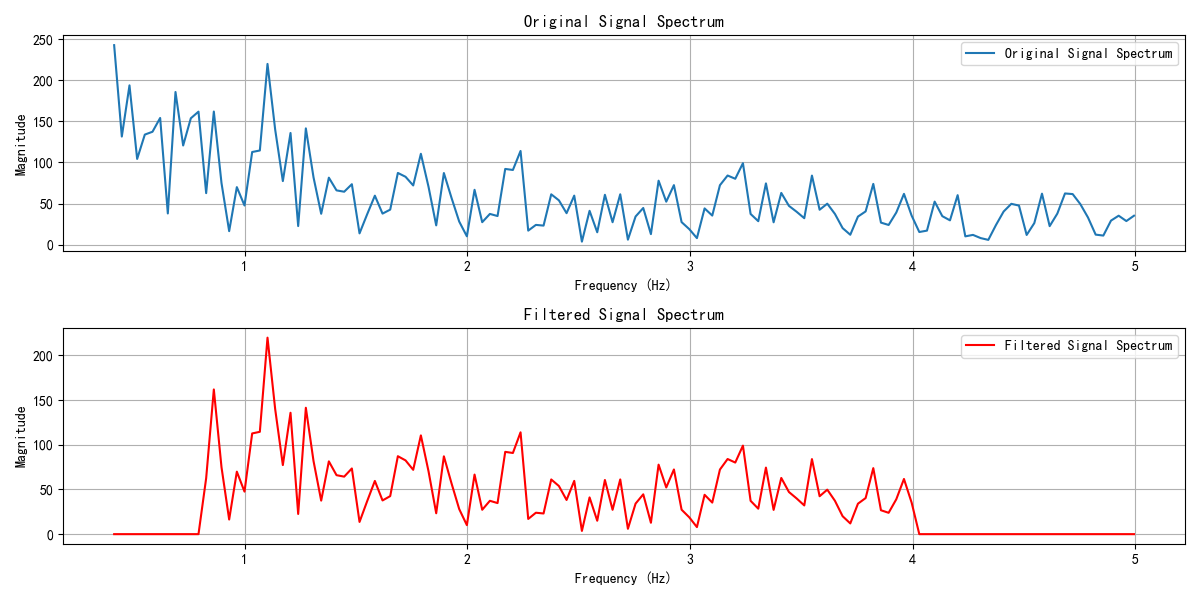 Original Signal Spectrum
250
200
150
100
50
0
Magnitude
Original Signal Spectrum
1
2
3
4
5
Frequency (Hz)
Filtered Signal Spectrum
200
150
100
50
0
Magnitude
Filtered Signal Spectrum
1
2
3
4
5
Frequency (Hz)